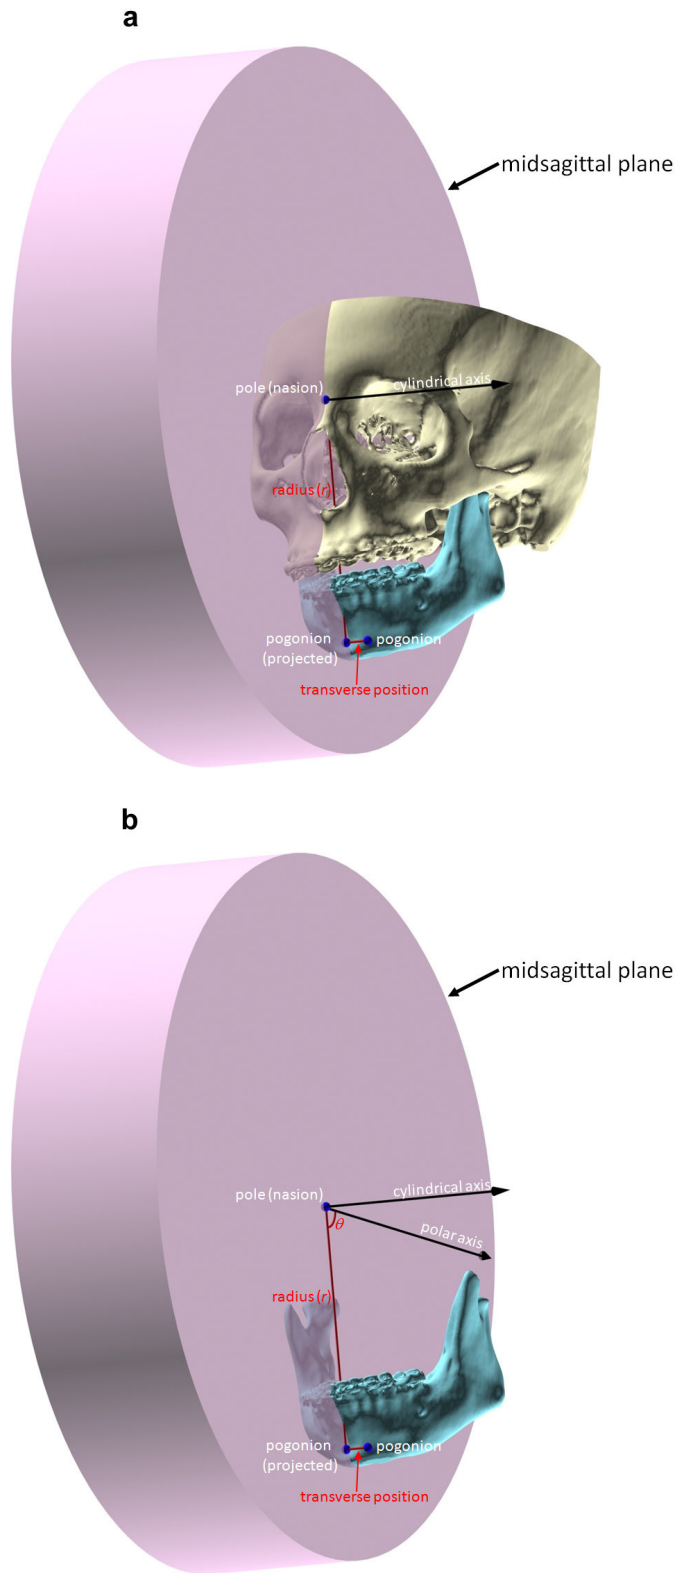 a
midsagittal plane
pole (nasion)
cylindrical axis
radius (r)
pogonion
(projected)
pogonion
transverse position
b
midsagittal plane
pole (nasion)
cylindrical axis
θ
polar axis
radius (r)
pogonion
(projected)
pogonion
transverse position